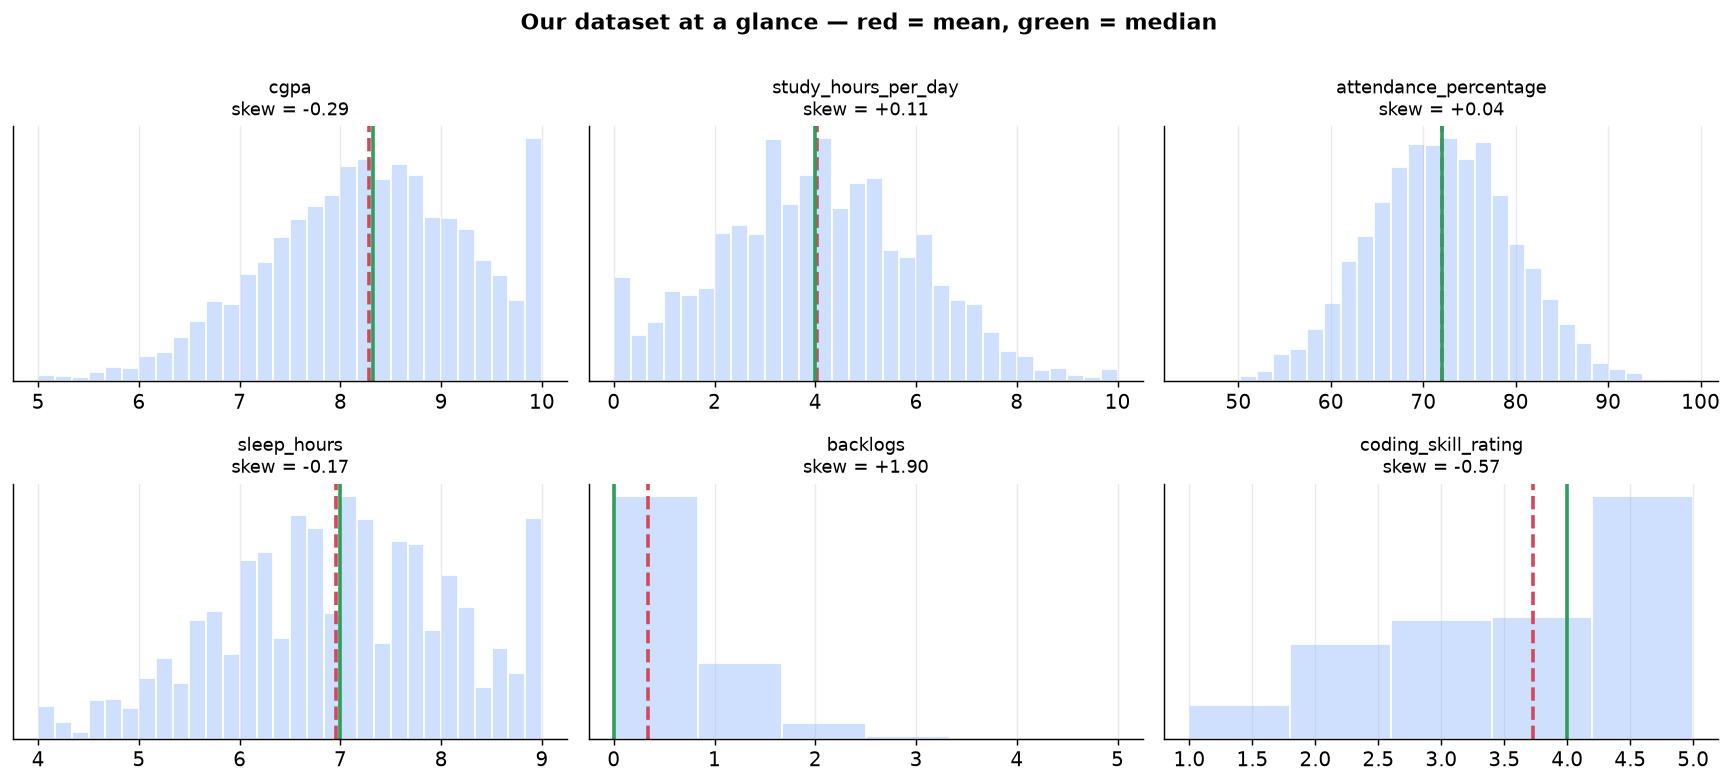 Our dataset at a glance — red = mean, green = median
cgpa
skew = -0.29
5 6 7 8 9 10
study_hours_per_day
skew = +0.11
0 2 4 6 8 10
attendance_percentage
skew = +0.04
50 60 70 80 90 100
sleep_hours
skew = -0.17
4 5 6 7 8 9
backlogs
skew = +1.90
0 1 2 3 4 5
coding_skill_rating
skew = -0.57
1.0 1.5 2.0 2.5 3.0 3.5 4.0 4.5 5.0